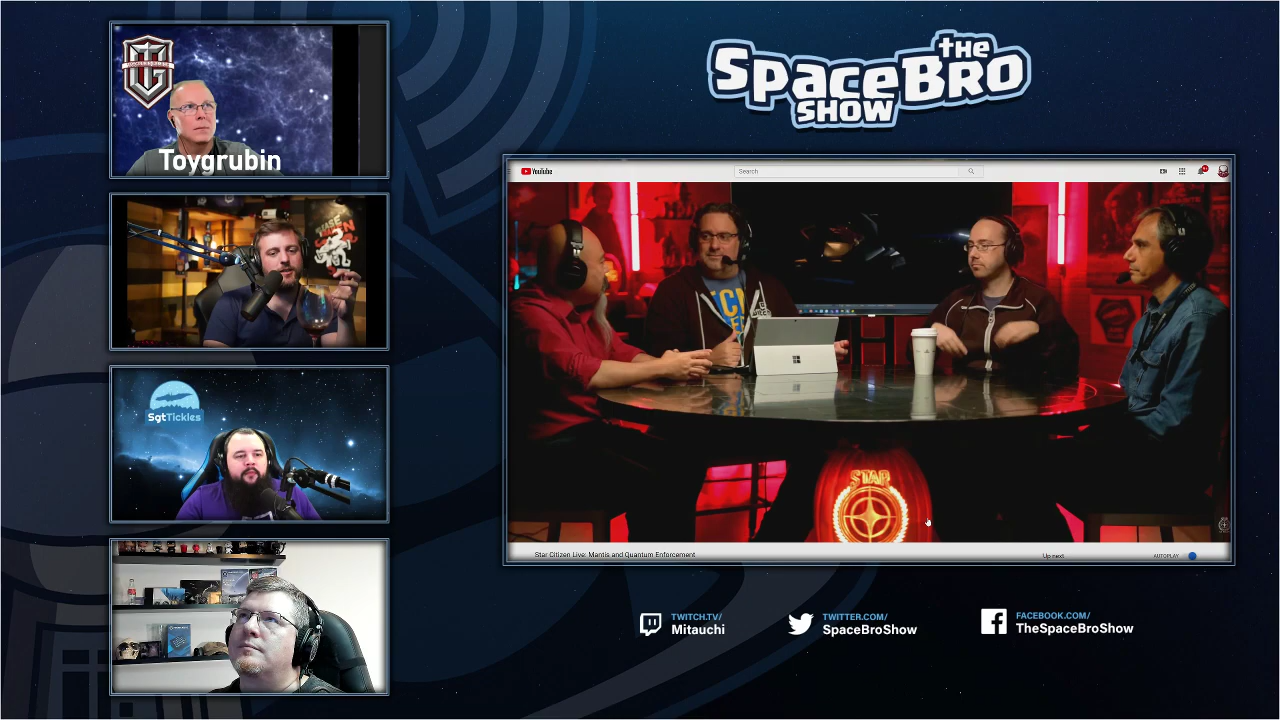 THE
SPACEBRO
SHOW
Toygrubin
PHASE
SgtTickles
YouTube
Search
STAR
Star Citizen Live: Mantis and Quantum Enforcement
Up next
AUTOPLAY
TWITCH.TV/
Mitauchi
TWITTER.COM/
SpaceBroShow
FACEBOOK.COM/
TheSpaceBroShow